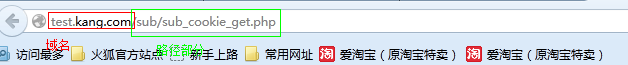 test.kang.com/sub/sub_cookie_get.php
域名
路径部分
访问最多 火狐官方站点 新手上路 常用网址 淘 爱淘宝（原淘宝特卖） 淘 爱淘宝（原淘宝特卖）